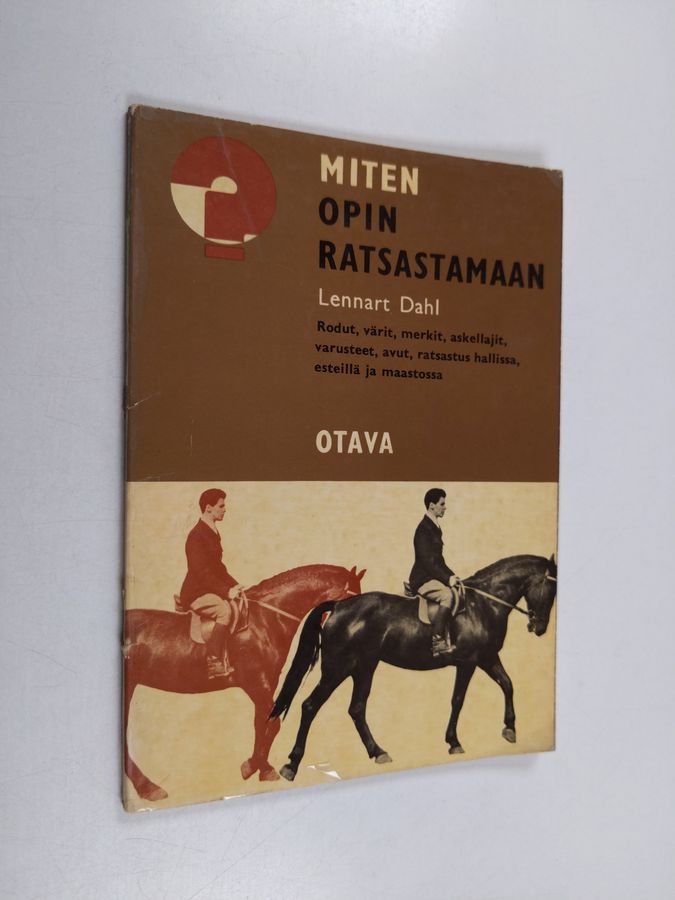 MITEN
OPIN
RATSASTAMAAN
Lennart Dahl
Rodut, värit, merkit, askellajit,
varusteet, avut, ratsastus hallissa,
esteillä ja maastossa
OTAVA